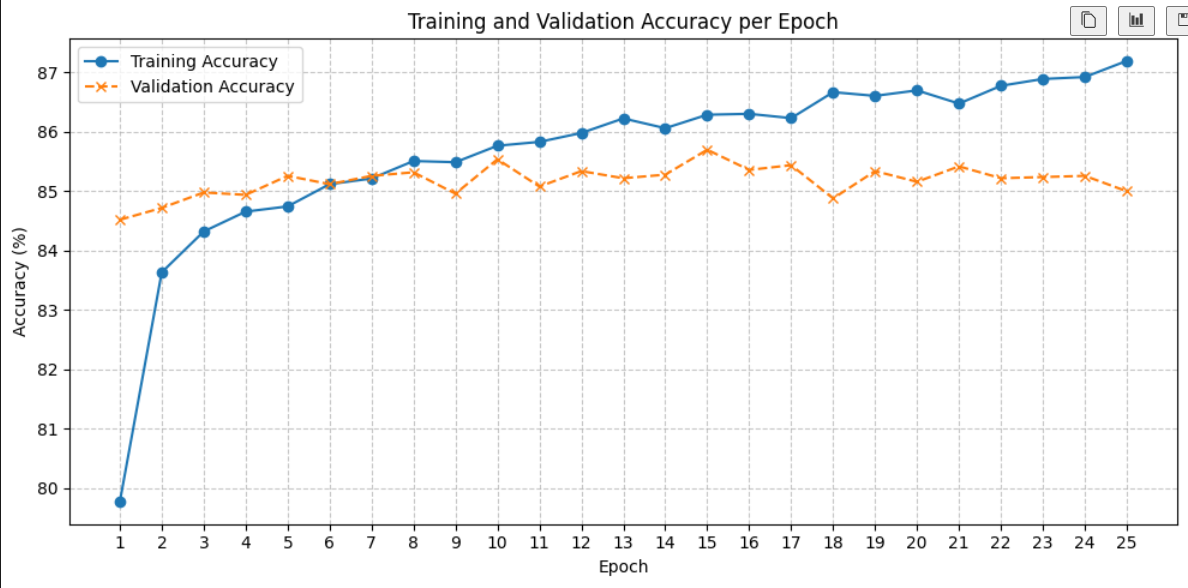 Training and Validation Accuracy per Epoch
Training Accuracy
Validation Accuracy
87
86
85
84
83
82
81
80
Accuracy (%)
1 2 3 4 5 6 7 8 9 10 11 12 13 14 15 16 17 18 19 20 21 22 23 24 25
Epoch